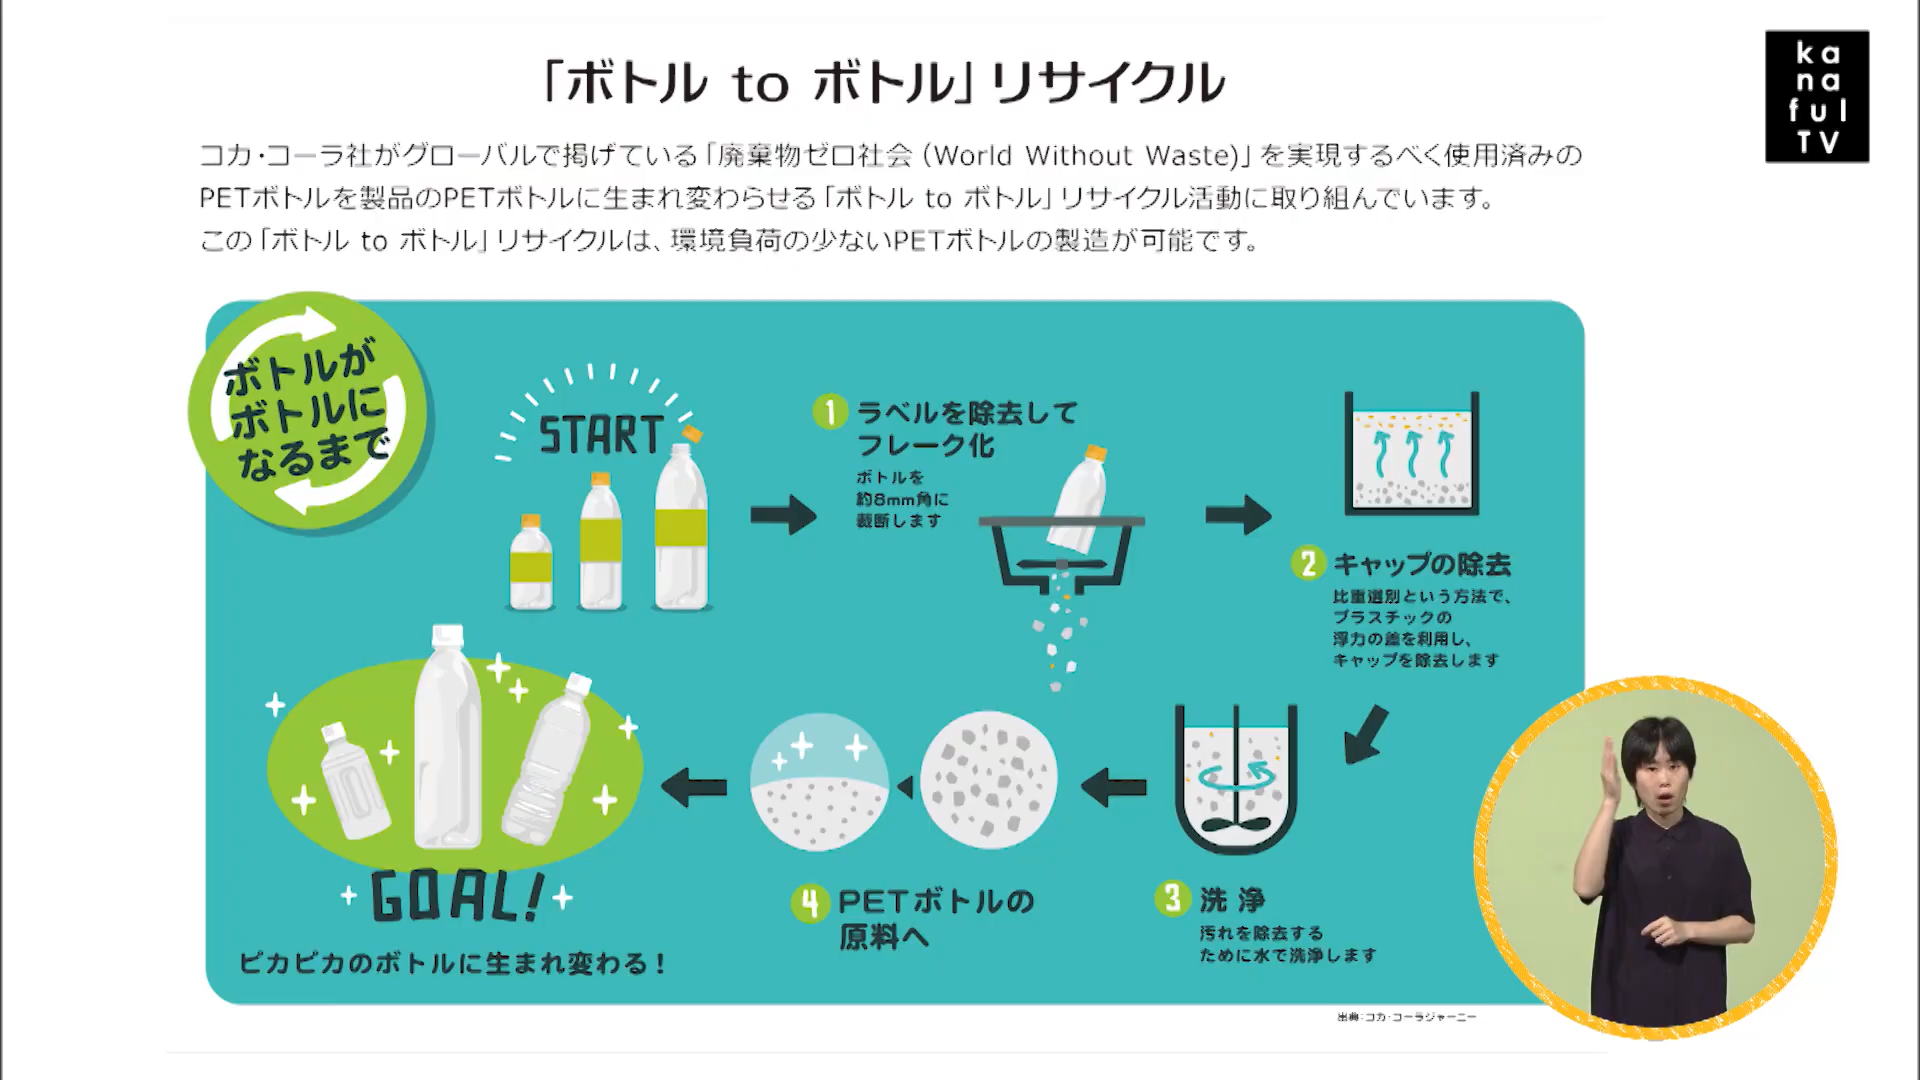 「ボトル to ボトル」リサイクル
ka
na
ful
TV
コカ・コーラ社がグローバルで掲げている「廃棄物ゼロ社会（World Without Waste）」を実現するべく使用済みの
PETボトルを製品のPETボトルに生まれ変わらせる「ボトル to ボトル」リサイクル活動に取り組んでいます。
この「ボトル to ボトル」リサイクルは、環境負荷の少ないPETボトルの製造が可能です。
ボトルが
ボトルに
なるまで
START
1 ラベルを除去して
フレーク化
ボトルを
約8mm角に
裁断します
2 キャップの除去
比重選別という方法で、
プラスチックの
浮力の差を利用し、
キャップを除去します
3 洗浄
汚れを除去する
ために水で洗浄します
4 PETボトルの
原料へ
GOAL!
ピカピカのボトルに生まれ変わる！
出典：コカ・コーラジャーニー